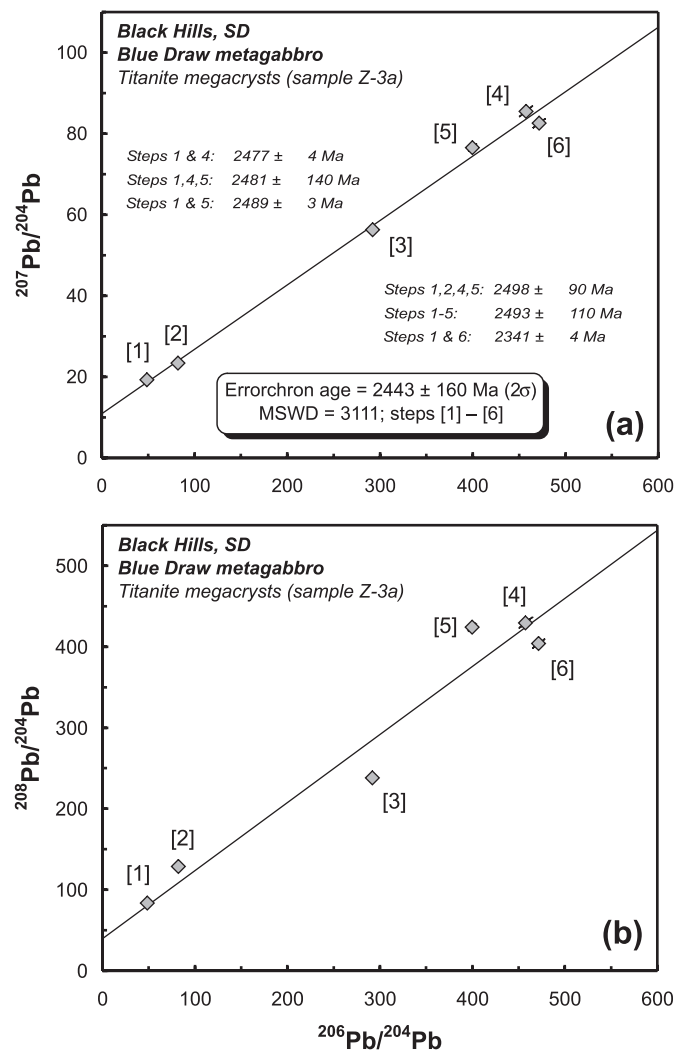 Black Hills, SD
Blue Draw metagabbro
Titanite megacrysts (sample Z-3a)
Steps 1 & 4: 2477 ± 4 Ma
Steps 1,4,5: 2481 ± 140 Ma
Steps 1 & 5: 2489 ± 3 Ma
[1]
[2]
[3]
[4]
[5]
[6]
Steps 1,2,4,5: 2498 ± 90 Ma
Steps 1-5: 2493 ± 110 Ma
Steps 1 & 6: 2341 ± 4 Ma
Errorchron age = 2443 ± 160 Ma (2σ)
MSWD = 3111; steps [1] – [6]
(a)
207Pb/204Pb
100
80
60
40
20
0
0 100 200 300 400 500 600
Black Hills, SD
Blue Draw metagabbro
Titanite megacrysts (sample Z-3a)
[1]
[2]
[3]
[4]
[5]
[6]
(b)
208Pb/204Pb
500
400
300
200
100
0
0 100 200 300 400 500 600
206Pb/204Pb